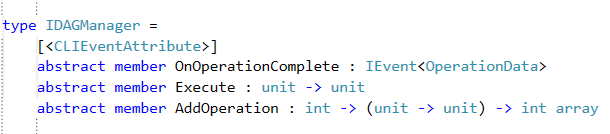 type IDAGManager =
[<CLIEventAttribute>]
abstract member OnOperationComplete : IEvent<OperationData>
abstract member Execute : unit -> unit
abstract member AddOperation : int -> (unit -> unit) -> int array